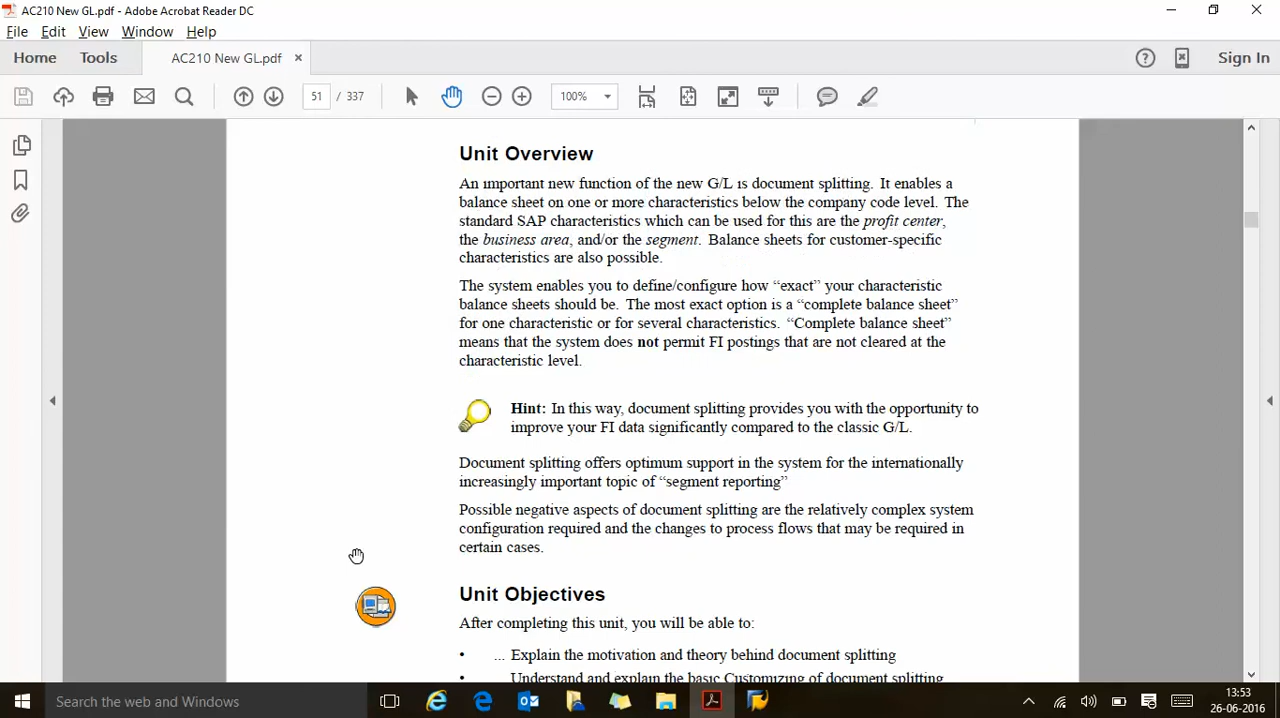 AC210 New GL.pdf - Adobe Acrobat Reader DC
File Edit View Window Help
Home Tools AC210 New GL.pdf × Sign In
51 / 337 100%
Unit Overview
An important new function of the new G/L is document splitting. It enables a
balance sheet on one or more characteristics below the company code level. The
standard SAP characteristics which can be used for this are the profit center,
the business area, and/or the segment. Balance sheets for customer-specific
characteristics are also possible.
The system enables you to define/configure how “exact” your characteristic
balance sheets should be. The most exact option is a “complete balance sheet”
for one characteristic or for several characteristics. “Complete balance sheet”
means that the system does not permit FI postings that are not cleared at the
characteristic level.
Hint: In this way, document splitting provides you with the opportunity to
improve your FI data significantly compared to the classic G/L.
Document splitting offers optimum support in the system for the internationally
increasingly important topic of “segment reporting”
Possible negative aspects of document splitting are the relatively complex system
configuration required and the changes to process flows that may be required in
certain cases.
Unit Objectives
After completing this unit, you will be able to:
• ... Explain the motivation and theory behind document splitting
• Understand and explain the basic Customizing of document splitting
Search the web and Windows
13:53
26-06-2016